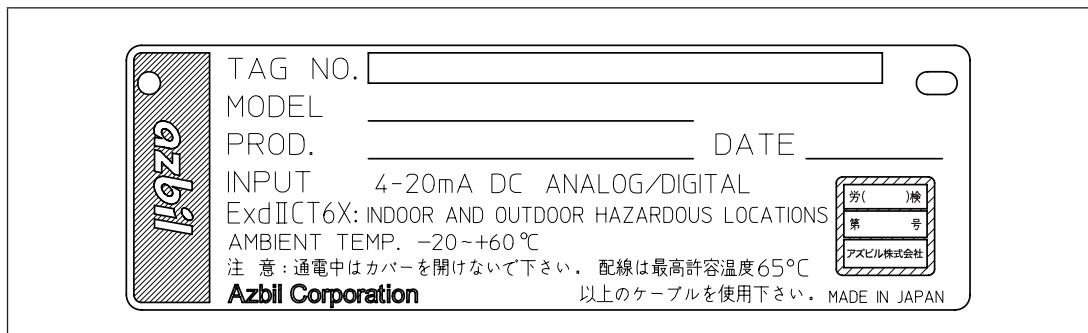 azbil
TAG NO.
MODEL
PROD. DATE
INPUT 4-20mA DC ANALOG/DIGITAL
ExdIICT6X: INDOOR AND OUTDOOR HAZARDOUS LOCATIONS
AMBIENT TEMP. -20~+60℃
注 意:通電中はカバーを開けないで下さい. 配線は最高許容温度65°C
以上のケーブルを使用下さい.
Azbil Corporation
労( )検
第 号
アズビル株式会社
MADE IN JAPAN